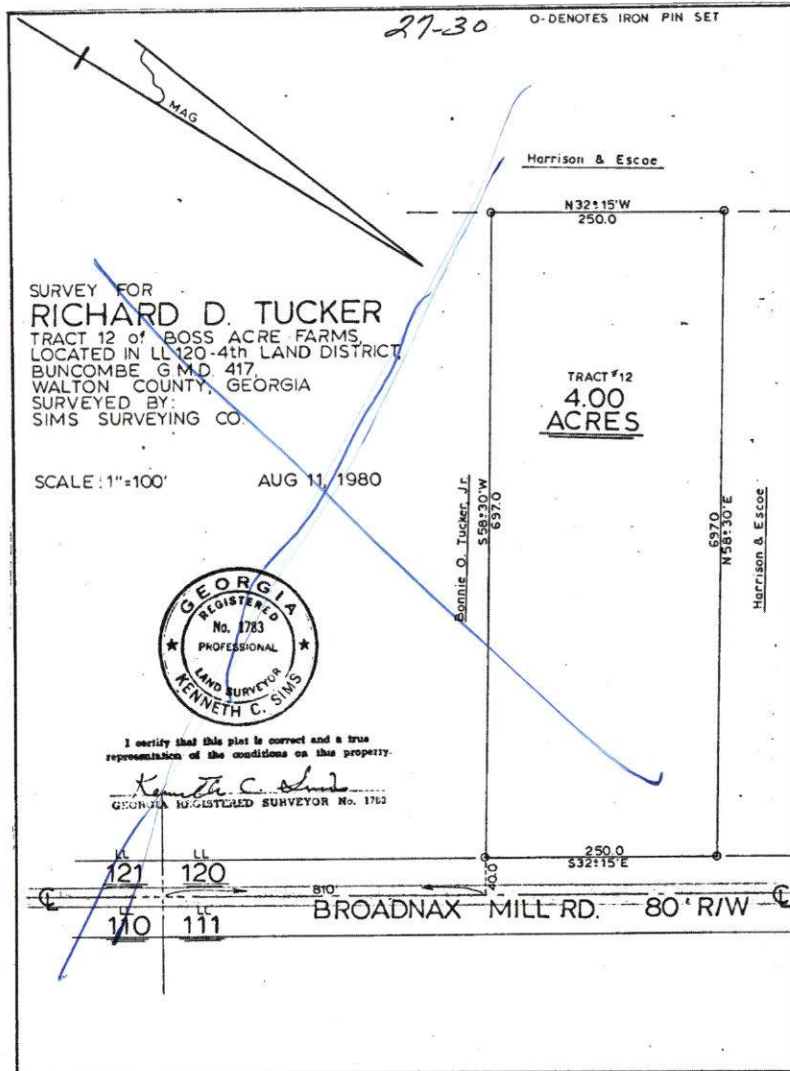 27-30
O-DENOTES IRON PIN SET
MAG
Harrison & Escoe
N32°15'W
250.0
SURVEY FOR
RICHARD D. TUCKER
TRACT 12 of BOSS ACRE FARMS,
LOCATED IN LL 120-4th LAND DISTRICT,
BUNCOMBE G.M.D. 417,
WALTON COUNTY, GEORGIA
SURVEYED BY:
SIMS SURVEYING CO.
SCALE: 1"=100'
AUG 11, 1980
TRACT #12
4.00
ACRES
Bonnie O. Tucker, Jr.
S58°30'W
697.0
697.0
N58°30'E
Harrison & Escoe
GEORGIA
REGISTERED
No. 1783
PROFESSIONAL
LAND SURVEYOR
KENNETH C. SIMS
I certify that this plat is correct and a true
representation of the conditions on this property.
Kenneth C. Sims
GEORGIA REGISTERED SURVEYOR No. 1783
250.0
S32°15'E
LL
121
LL
120
40.0
810'
LL
110
LL
111
BROADNAX MILL RD. 80' R/W